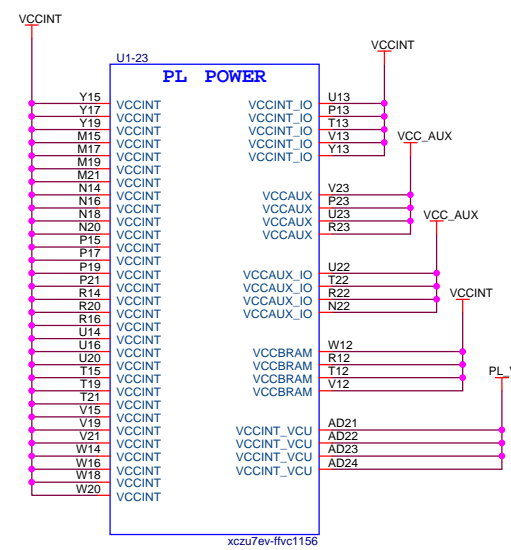 VCCINT
VCCINT
U1-23
PL POWER
Y15 VCCINT VCCINT_IO U13
Y17 VCCINT VCCINT_IO P13
Y19 VCCINT VCCINT_IO T13
M15 VCCINT VCCINT_IO V13
M17 VCCINT VCCINT_IO Y13
VCC_AUX
M19 VCCINT
M21 VCCINT
N14 VCCINT VCCAUX V23
N16 VCCINT VCCAUX P23
N18 VCCINT VCCAUX U23
N20 VCCINT VCCAUX R23
VCC_AUX
P15 VCCINT
P17 VCCINT
P19 VCCINT VCCAUX_IO U22
P21 VCCINT VCCAUX_IO T22
R14 VCCINT VCCAUX_IO R22
R20 VCCINT VCCAUX_IO N22
VCCINT
R16 VCCINT
U14 VCCINT
U16 VCCINT VCCBRAM W12
U20 VCCINT VCCBRAM R12
T15 VCCINT VCCBRAM T12
T19 VCCINT VCCBRAM V12
PL_V
T21 VCCINT
V15 VCCINT
V19 VCCINT VCCINT_VCU AD21
V21 VCCINT VCCINT_VCU AD22
W14 VCCINT VCCINT_VCU AD23
W16 VCCINT VCCINT_VCU AD24
W18 VCCINT
W20 VCCINT
xczu7ev-ffvc1156